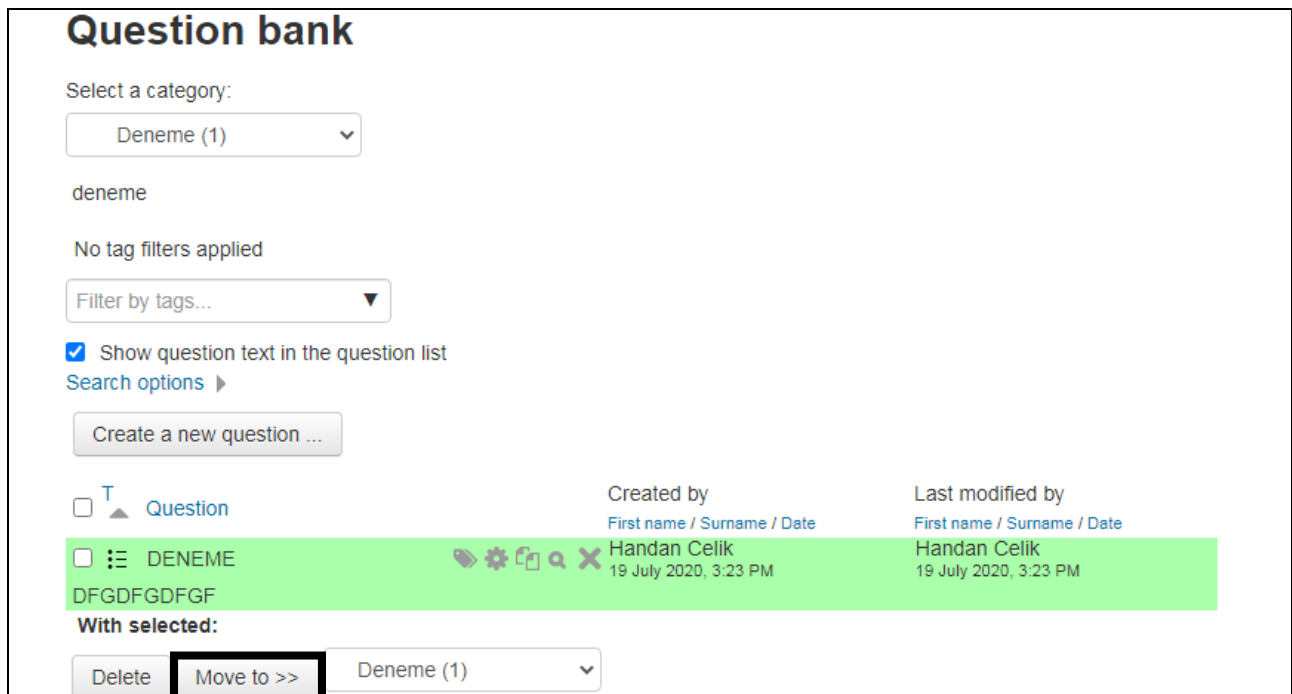 Question bank
Select a category:
Deneme (1)
deneme
No tag filters applied
Filter by tags...
Show question text in the question list
Search options
Create a new question ...
T Question Created by Last modified by
First name / Surname / Date First name / Surname / Date
DENEME Handan Celik Handan Celik
19 July 2020, 3:23 PM 19 July 2020, 3:23 PM
DFGDFGDFGF
With selected:
Delete Move to >> Deneme (1)